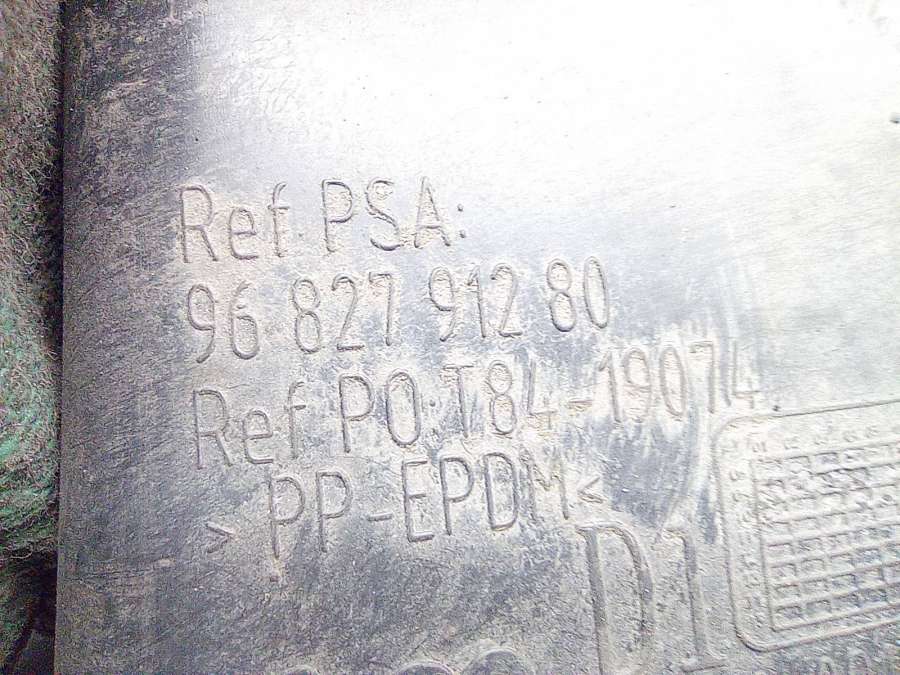 Ref. PSA:
96 827 912 80
Ref PO.T84-19074
>PP-EPDM<
D1